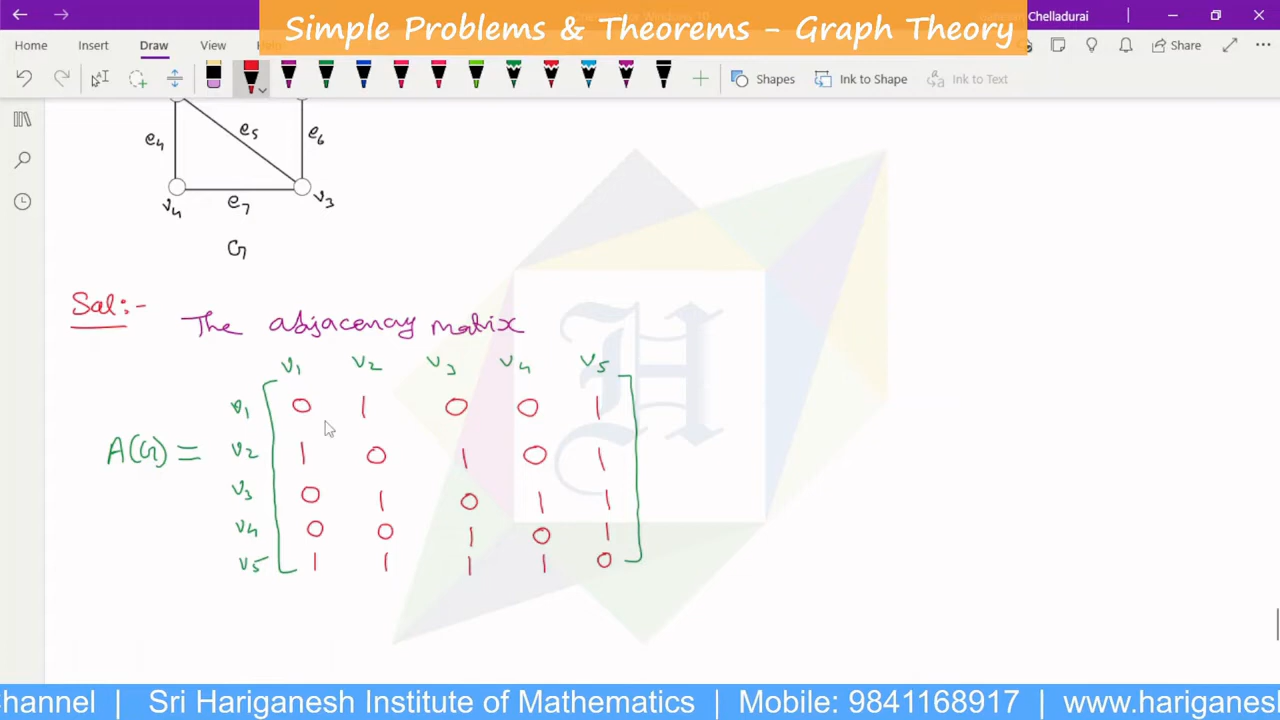 Simple Problems & Theorems - Graph Theory
Chelladurai
Home Insert Draw View
Share
Shapes Ink to Shape Ink to Text
e4 e5 e6
v4 e7 v3
G
Sol:-
The adjacency matrix
v1 v2 v3 v4 v5
v1 0 1 0 0 1
A(G) = v2 1 0 1 0 1
v3 0 1 0 1 1
v4 0 0 1 0 1
v5 1 1 1 1 0
H
Channel | Sri Hariganesh Institute of Mathematics | Mobile: 9841168917 | www.hariganesh